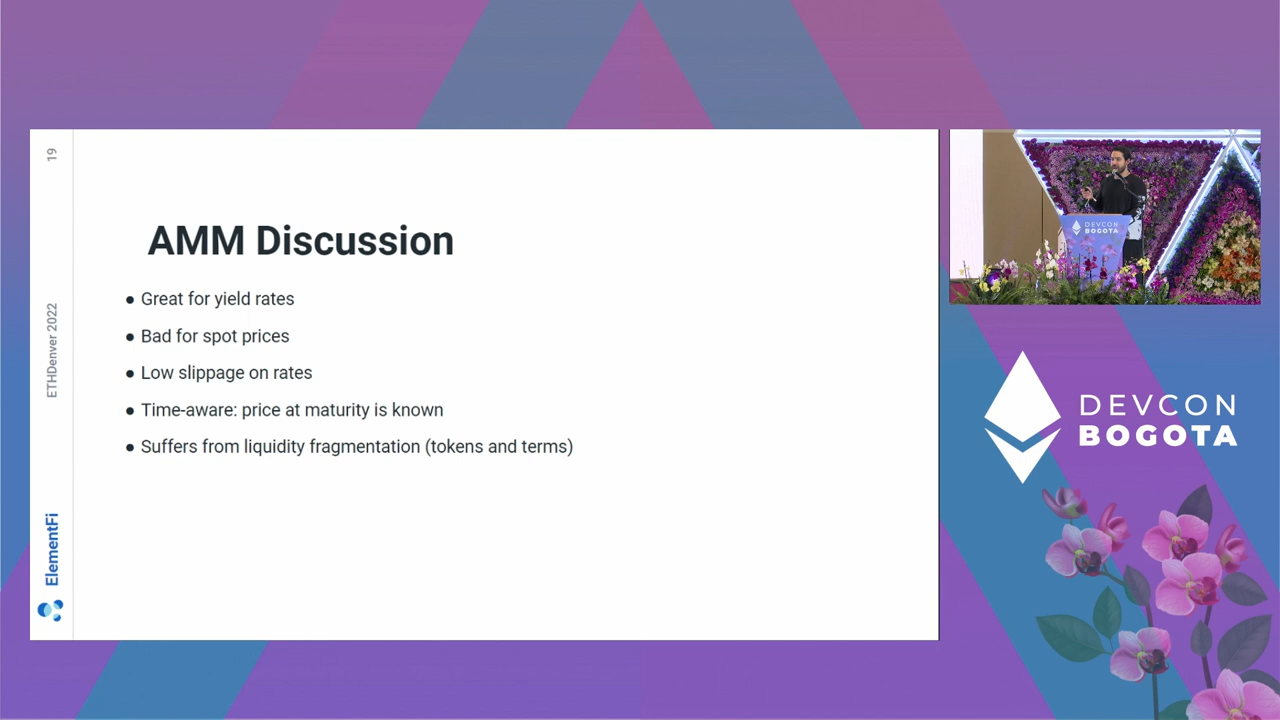 19
ETHDenver 2022
ElementFi
AMM Discussion
● Great for yield rates
● Bad for spot prices
● Low slippage on rates
● Time-aware: price at maturity is known
● Suffers from liquidity fragmentation (tokens and terms)
DEVCON
BOGOTA
DEVCON
BOGOTA